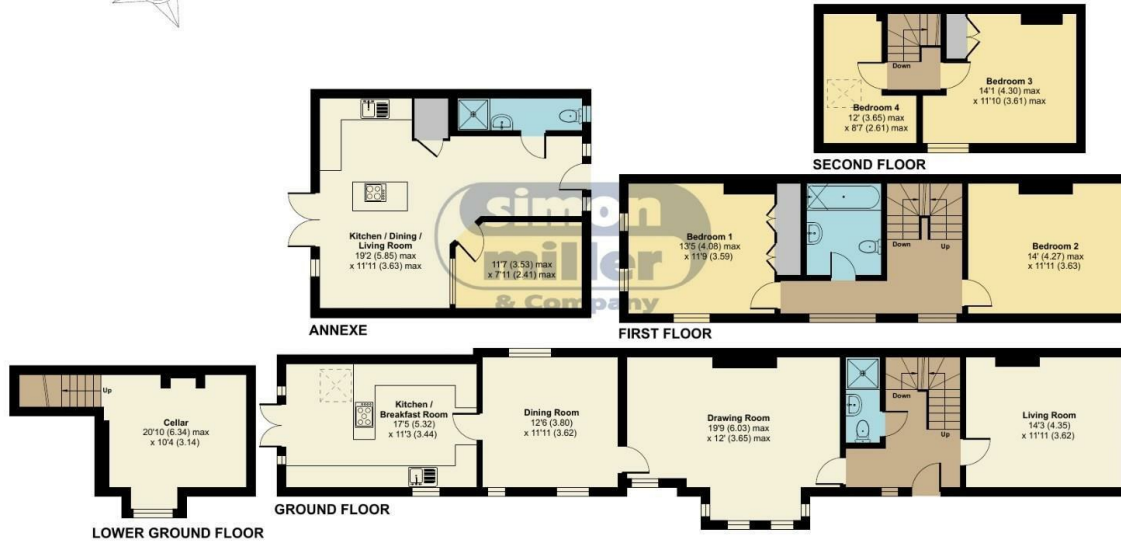 Down
Bedroom 3
14'1 (4.30) max
x 11'10 (3.61) max
Bedroom 4
12' (3.65) max
x 8'7 (2.61) max
SECOND FLOOR
Kitchen / Dining /
Living Room
19'2 (5.85) max
x 11'11 (3.63) max
11'7 (3.53) max
x 7'11 (2.41) max
ANNEXE
simon
miller
& Company
Bedroom 1
13'5 (4.08) max
x 11'9 (3.59)
Down
Up
Bedroom 2
14' (4.27) max
x 11'11 (3.63)
FIRST FLOOR
Up
Cellar
20'10 (6.34) max
x 10'4 (3.14)
LOWER GROUND FLOOR
Kitchen /
Breakfast Room
17'5 (5.32)
x 11'3 (3.44)
Dining Room
12'6 (3.80)
x 11'11 (3.62)
Drawing Room
19'9 (6.03) max
x 12' (3.65) max
Down
Up
Living Room
14'3 (4.35)
x 11'11 (3.62)
GROUND FLOOR